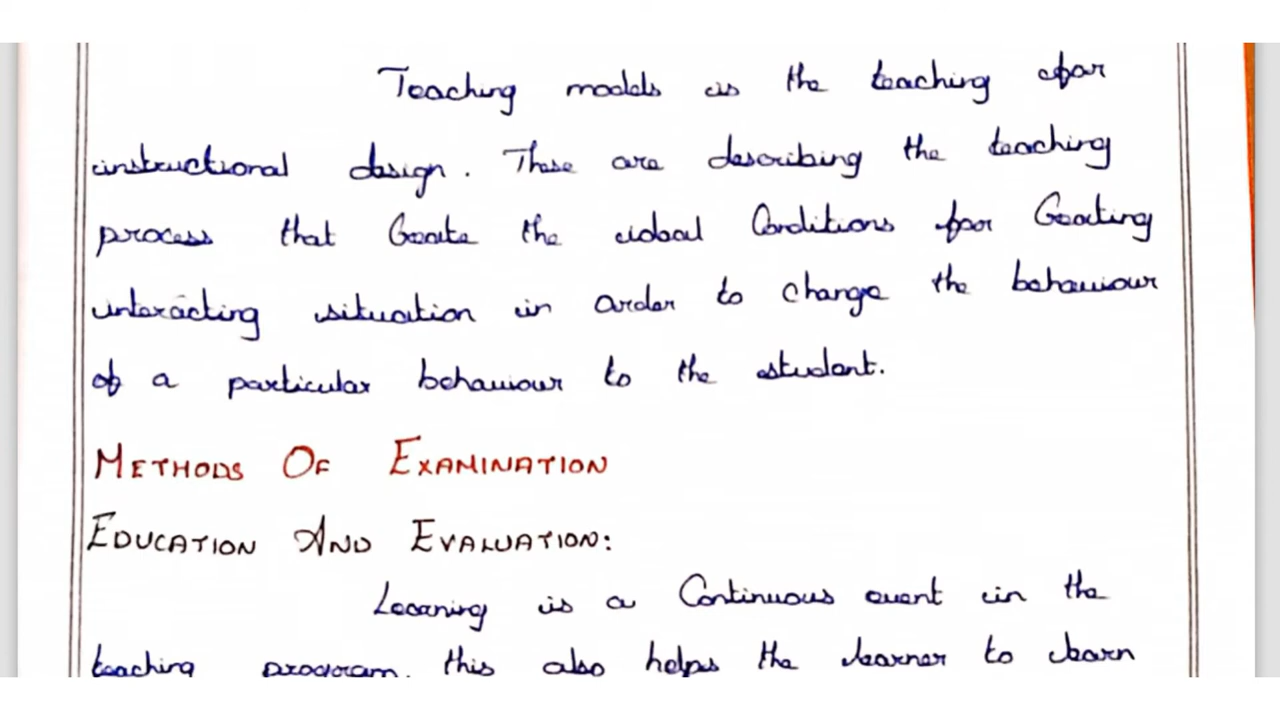 Teaching models is the teaching for
instructional design. These are describing the teaching
process that Create the ideal Conditions for Creating
interacting situation in order to change the behaviour
of a particular behaviour to the student.
METHODS OF EXAMINATION
EDUCATION AND EVALUATION:
Learning is a Continuous event in the
teaching program. this also helps the learner to learn